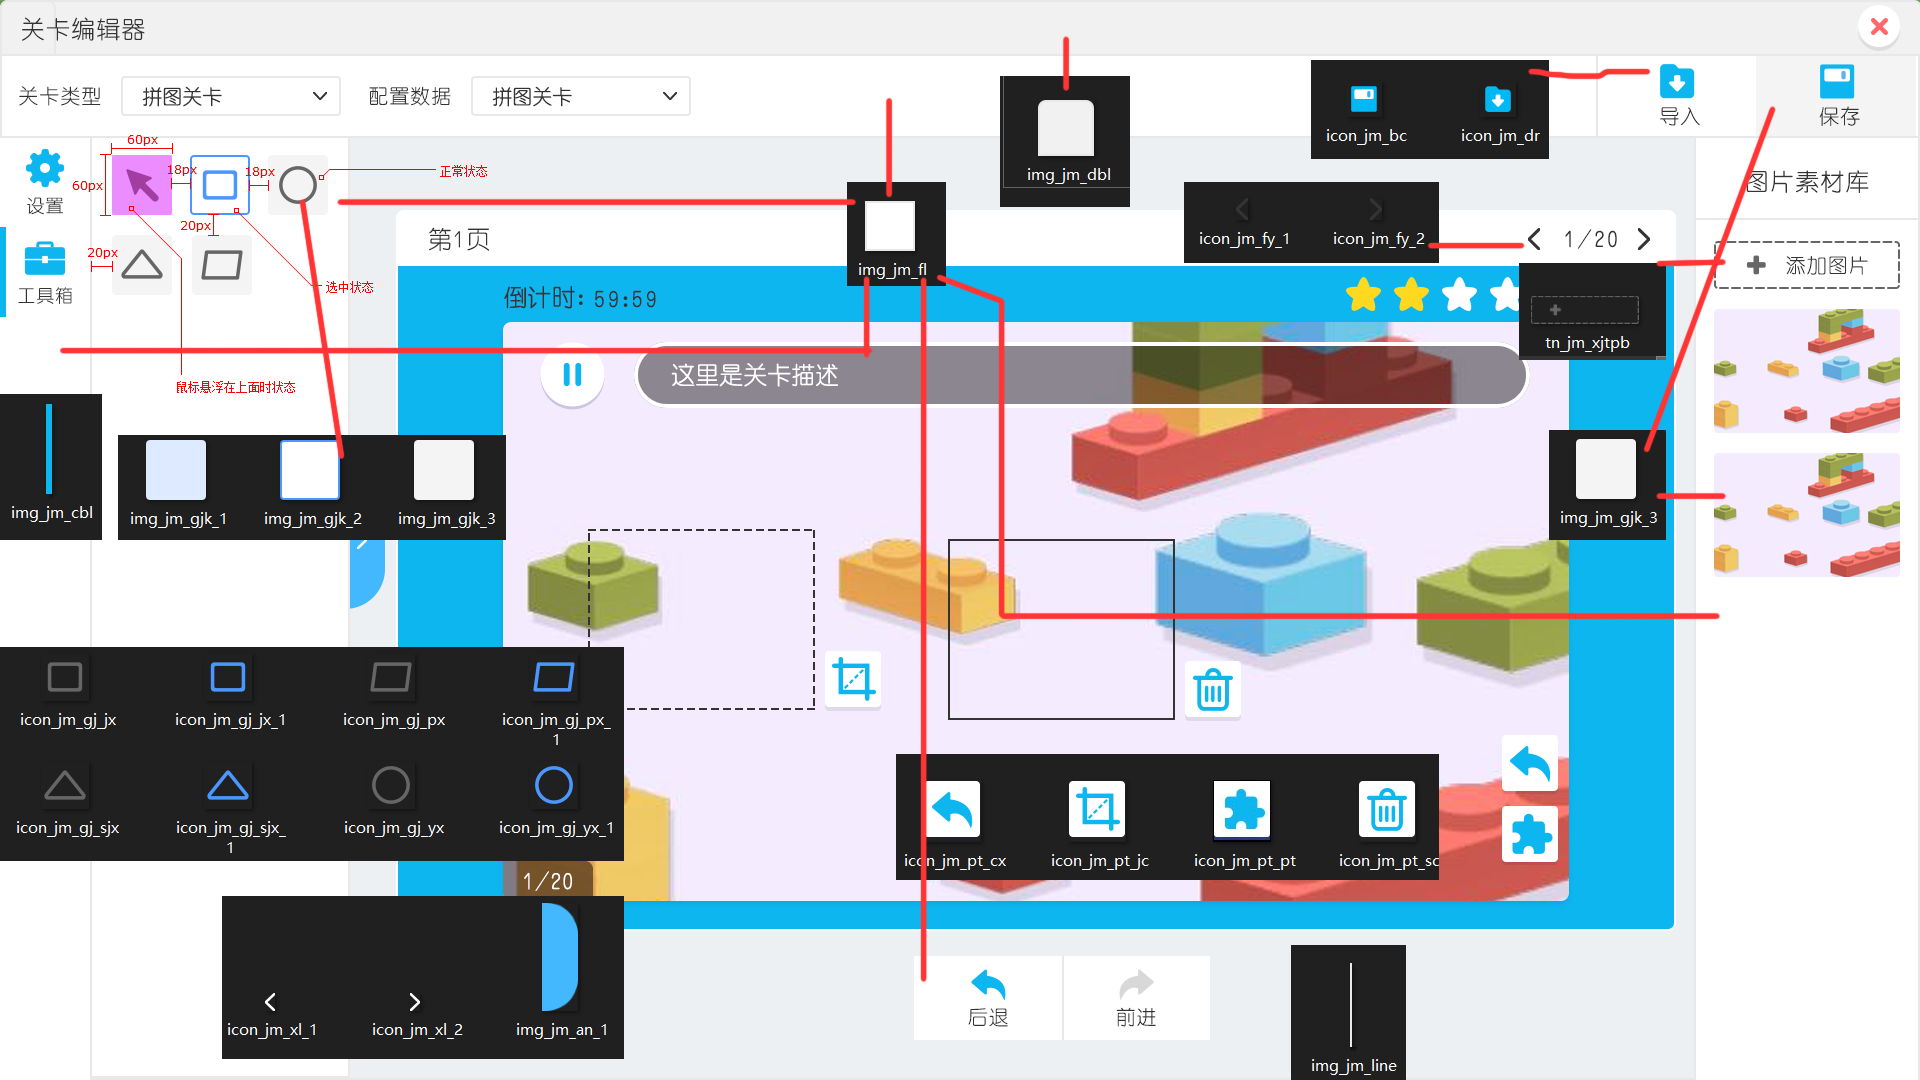 关卡编辑器
关卡类型
拼图关卡
配置数据
拼图关卡
导入
保存
icon_jm_bc
icon_jm_dr
img_jm_dbl
60px
60px
18px
18px
正常状态
设置
20px
20px
选中状态
工具箱
鼠标悬浮在上面时状态
第1页
img_jm_fl
icon_jm_fy_1
icon_jm_fy_2
1/20
图片素材库
添加图片
倒计时: 59:59
tn_jm_xjtpb
这里是关卡描述
img_jm_cbl
img_jm_gjk_1
img_jm_gjk_2
img_jm_gjk_3
img_jm_gjk_3
icon_jm_gj_jx
icon_jm_gj_jx_1
icon_jm_gj_px
icon_jm_gj_px_
1
icon_jm_gj_sjx
icon_jm_gj_sjx_
1
icon_jm_gj_yx
icon_jm_gj_yx_1
icon_jm_pt_cx
icon_jm_pt_jc
icon_jm_pt_pt
icon_jm_pt_sc
1/20
icon_jm_xl_1
icon_jm_xl_2
img_jm_an_1
后退
前进
img_jm_line